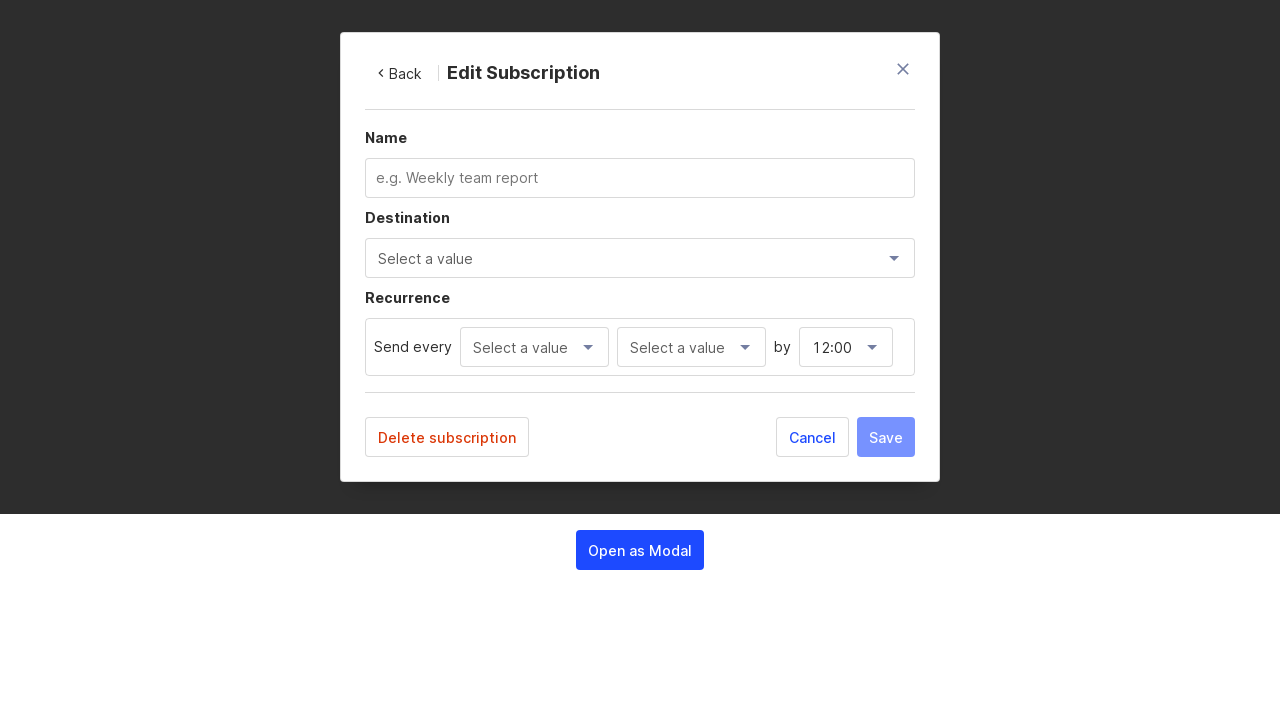 Back
Edit Subscription
Name
e.g. Weekly team report
Destination
Select a value
Recurrence
Send every Select a value Select a value by 12:00
Delete subscription Cancel Save
Open as Modal